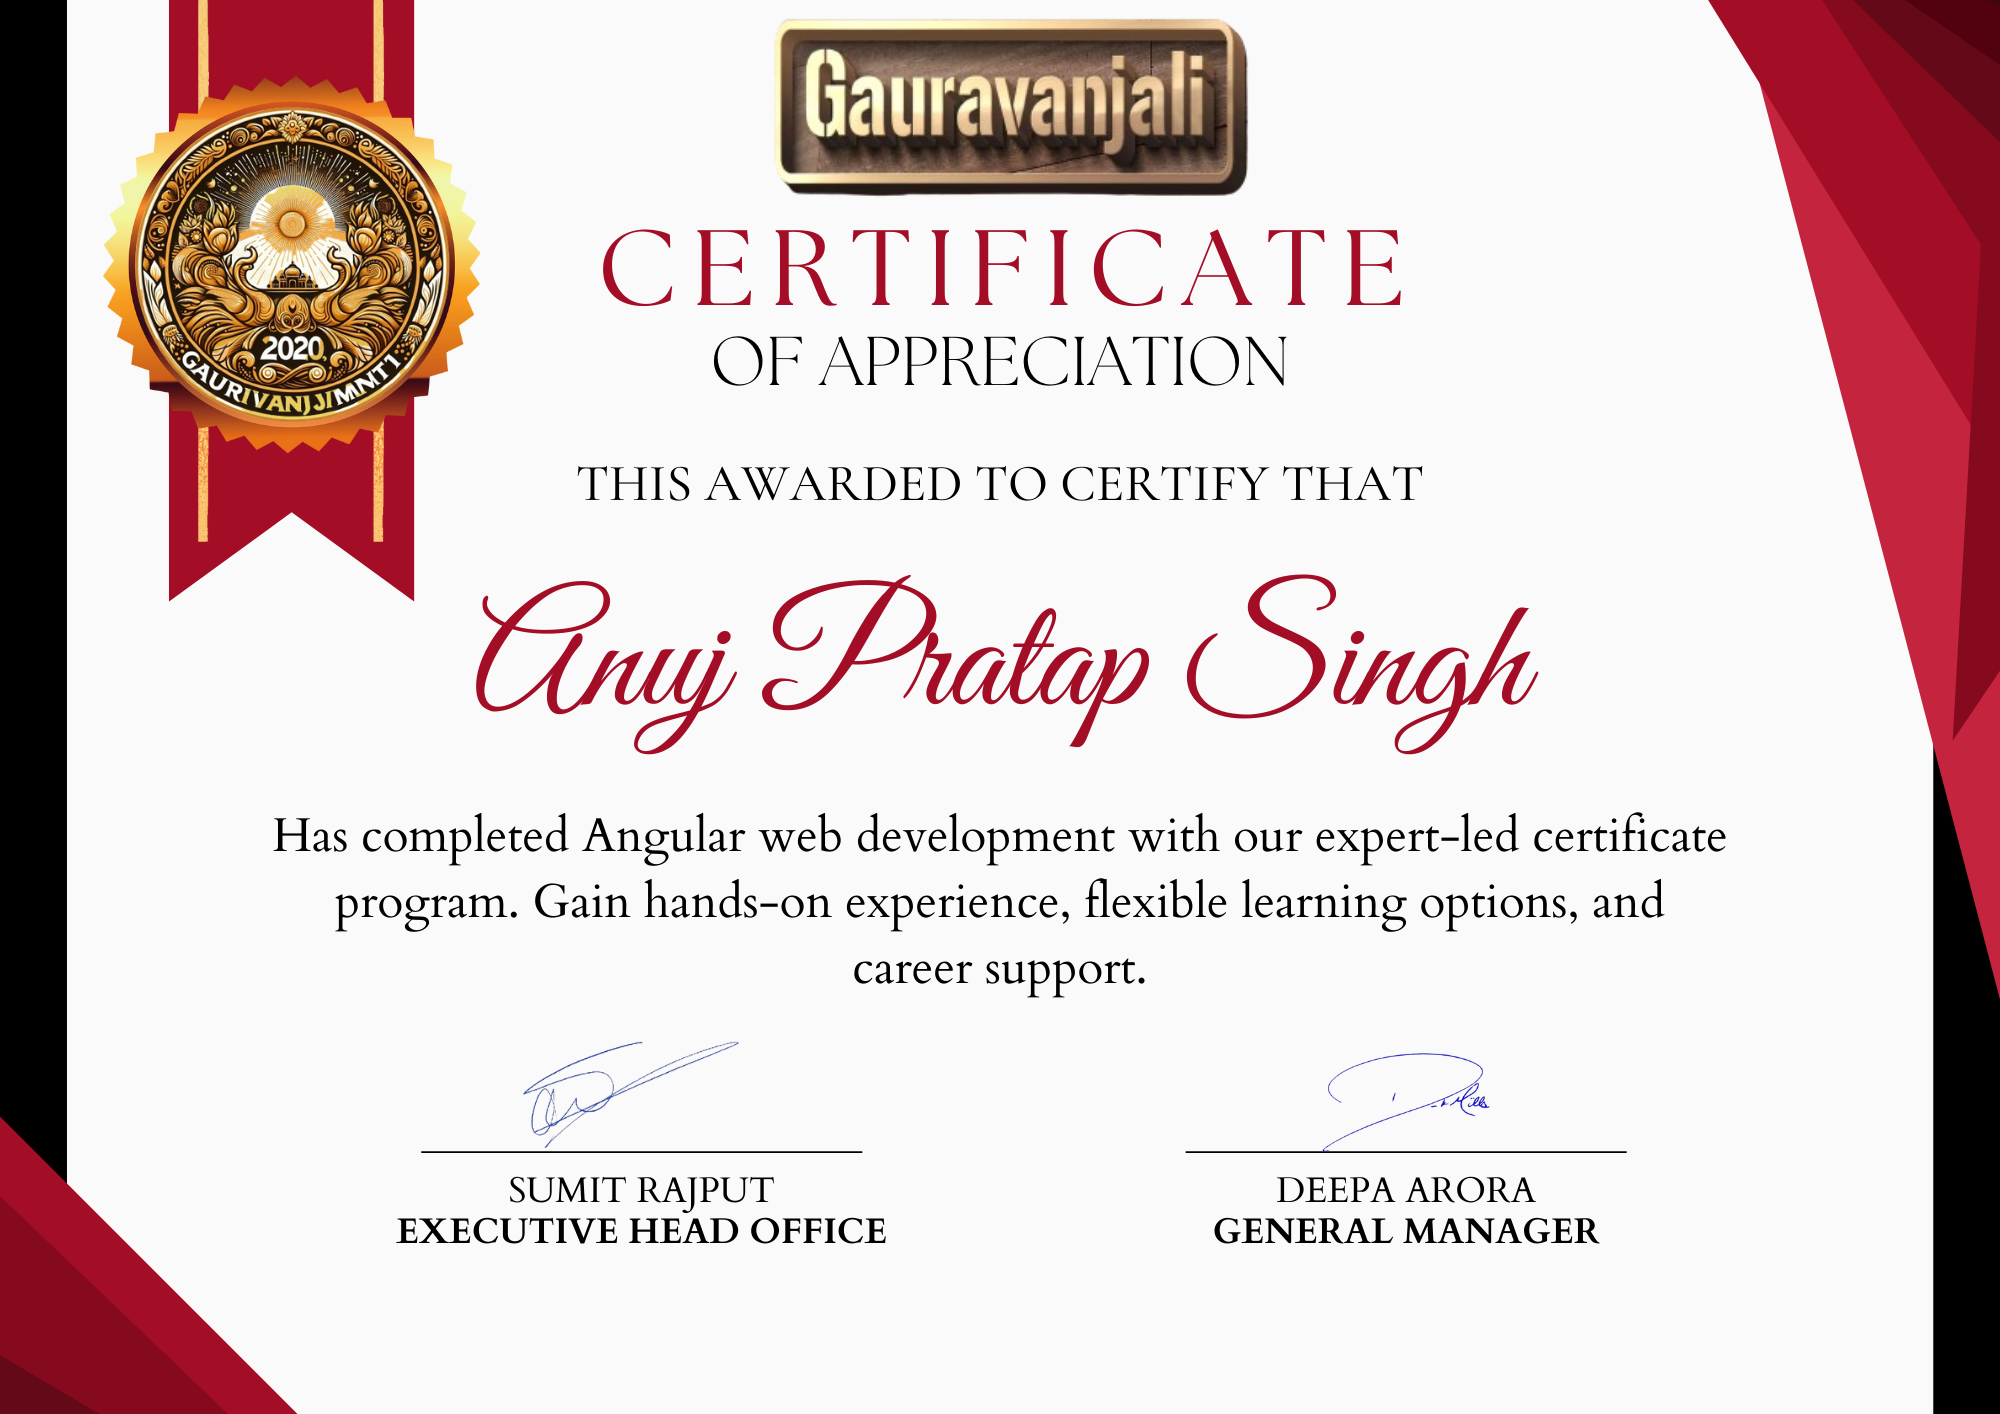 Gauravanjali
CERTIFICATE
OF APPRECIATION
2020
GAURIVANJJIMNT1
THIS AWARDED TO CERTIFY THAT
Anuj Pratap Singh
Has completed Angular web development with our expert-led certificate
program. Gain hands-on experience, flexible learning options, and
career support.
SUMIT RAJPUT
EXECUTIVE HEAD OFFICE
DEEPA ARORA
GENERAL MANAGER